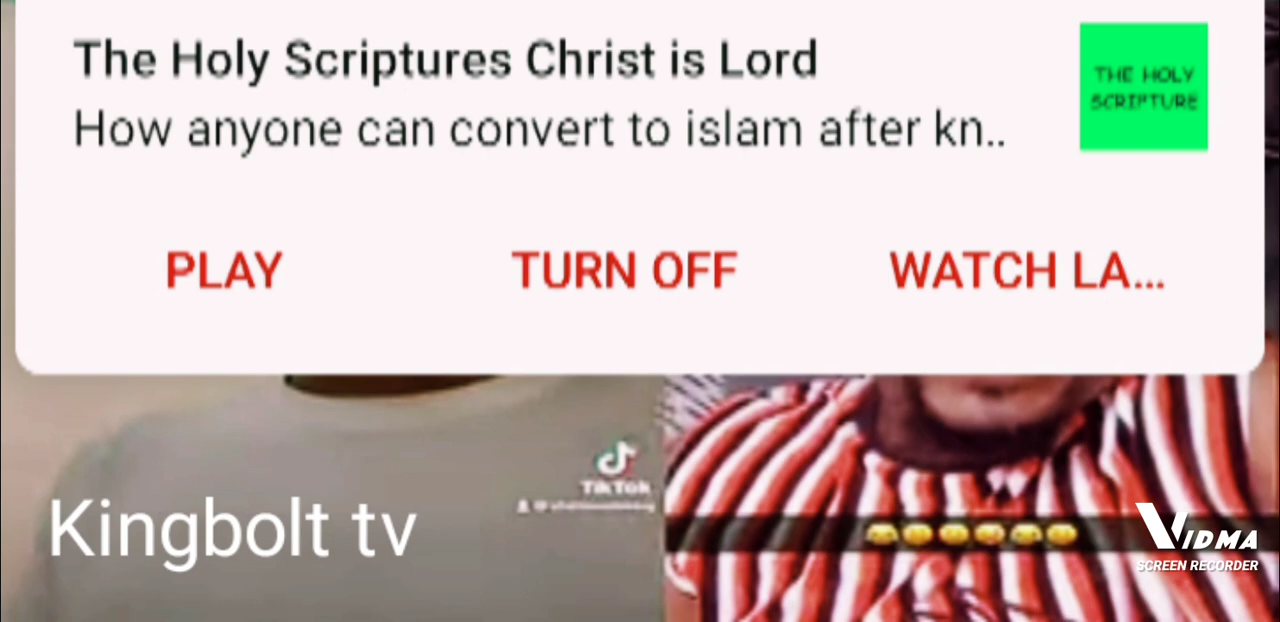 The Holy Scriptures Christ is Lord
How anyone can convert to islam after kn..
THE HOLY
SCRIPTURE
PLAY TURN OFF WATCH LA...
TikTok
Kingbolt tv
VIDMA
SCREEN RECORDER